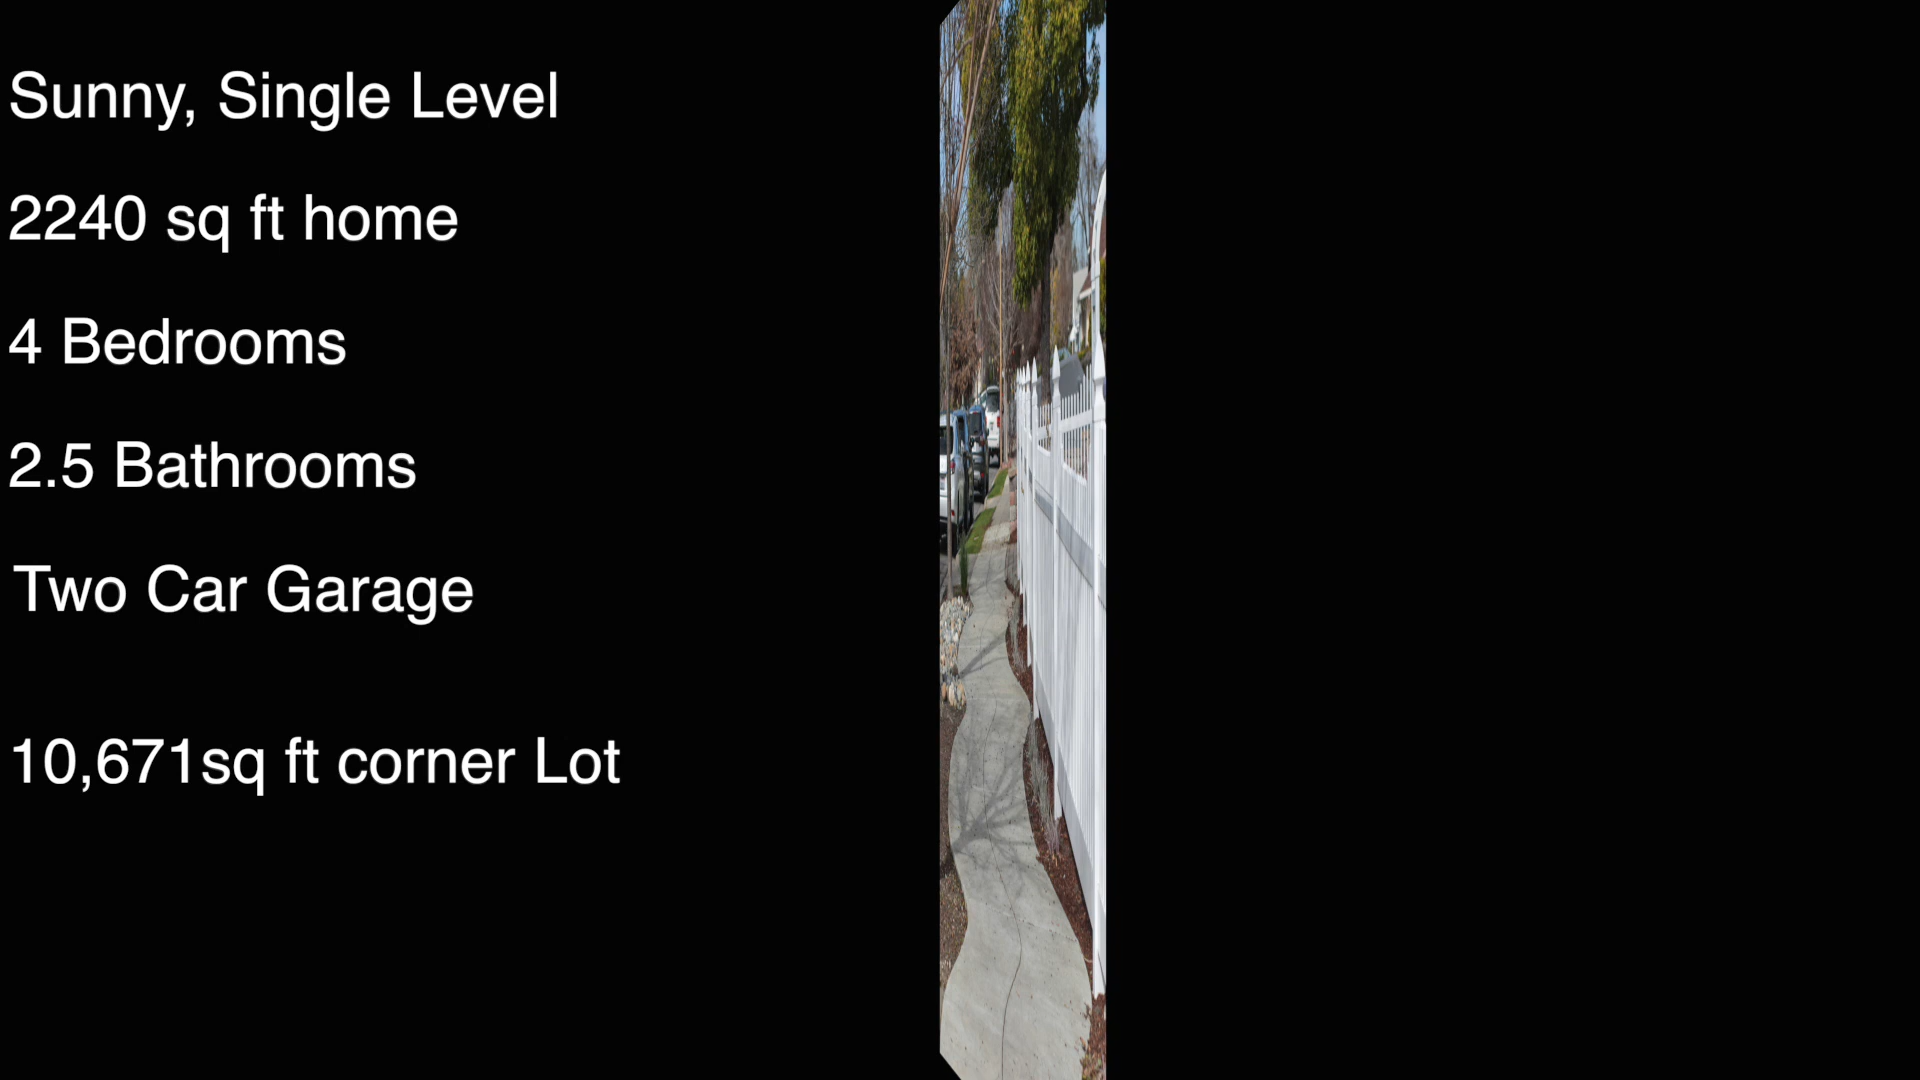 Sunny, Single Level
2240 sq ft home
4 Bedrooms
2.5 Bathrooms
Two Car Garage
10,671sq ft corner Lot